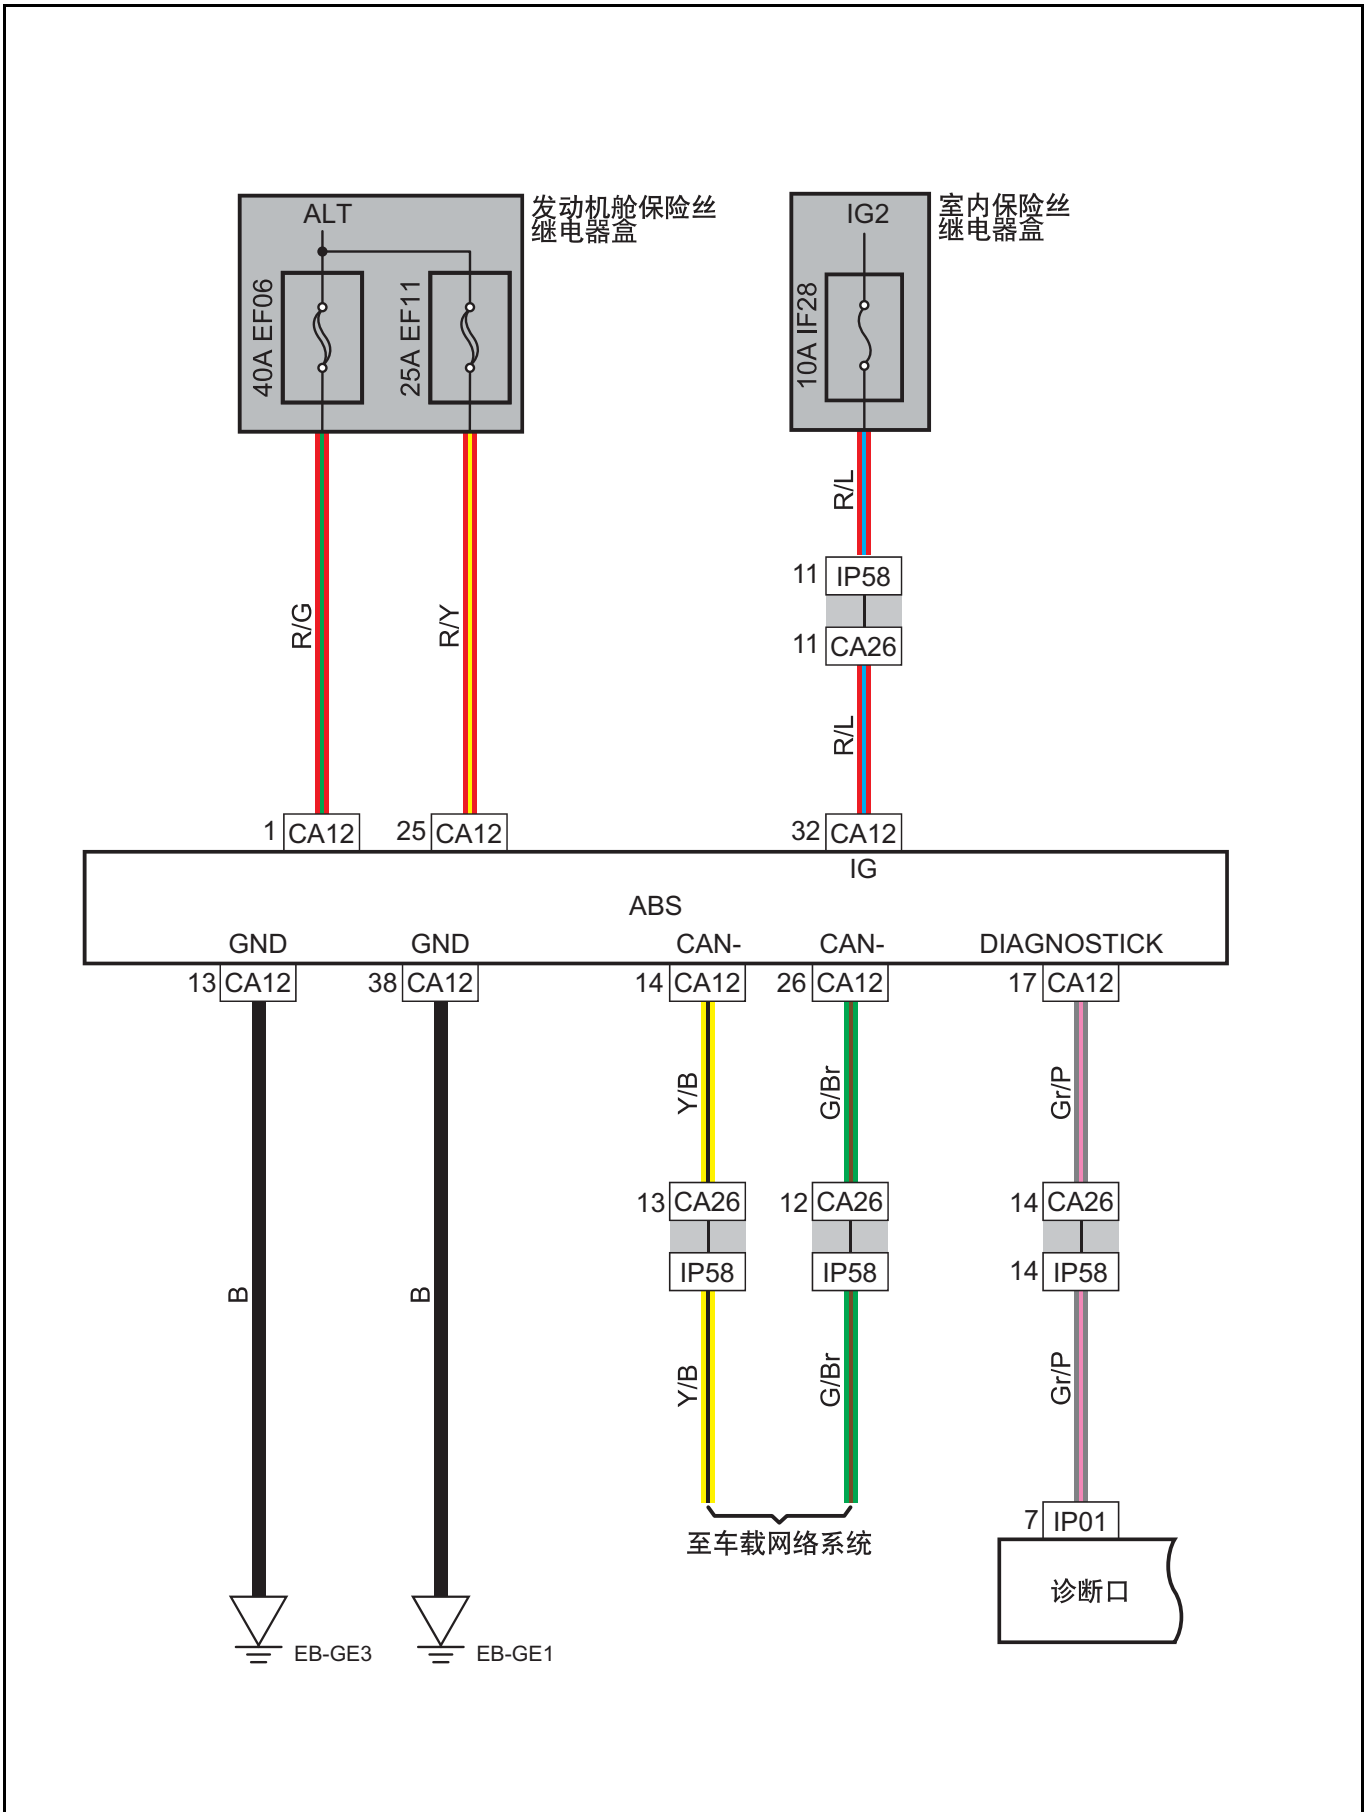 ALT
发动机舱保险丝
继电器盒
IG2
室内保险丝
继电器盒
40A EF06
25A EF11
10A IF28
R/L
11 IP58
R/G
R/Y
11 CA26
R/L
1 CA12
25 CA12
32 CA12
IG
ABS
GND
GND
CAN-
CAN-
DIAGNOSTICK
13 CA12
38 CA12
14 CA12
26 CA12
17 CA12
Y/B
G/Br
Gr/P
13 CA26
12 CA26
14 CA26
IP58
IP58
14 IP58
B
B
Y/B
G/Br
Gr/P
7 IP01
至车载网络系统
诊断口
EB-GE3
EB-GE1